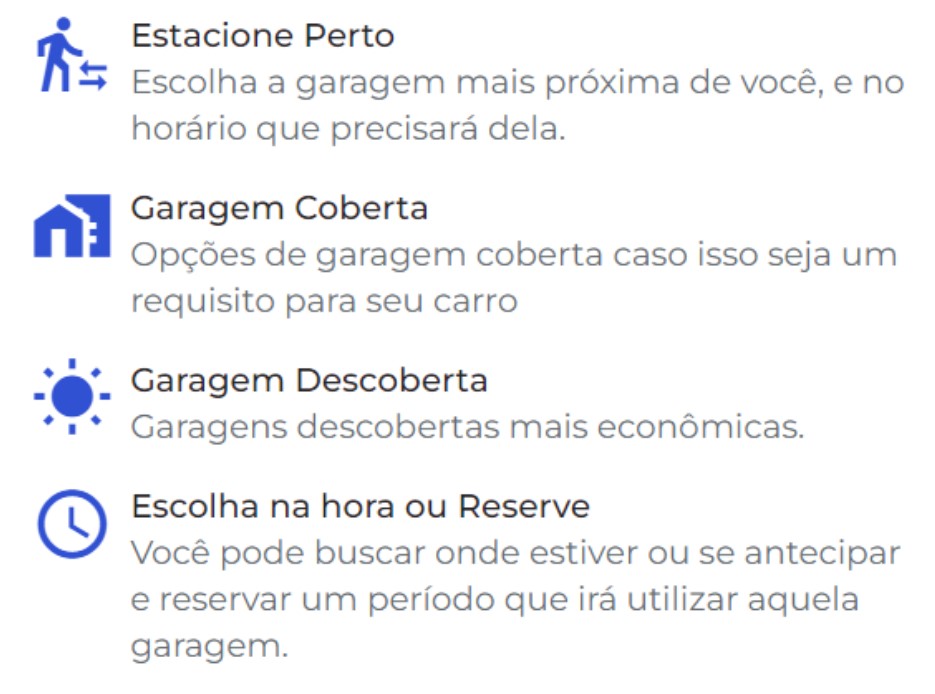 Estacione Perto
Escolha a garagem mais próxima de você, e no
horário que precisará dela.
Garagem Coberta
Opções de garagem coberta caso isso seja um
requisito para seu carro
Garagem Descoberta
Garagens descobertas mais econômicas.
Escolha na hora ou Reserve
Você pode buscar onde estiver ou se antecipar
e reservar um período que irá utilizar aquela
garagem.